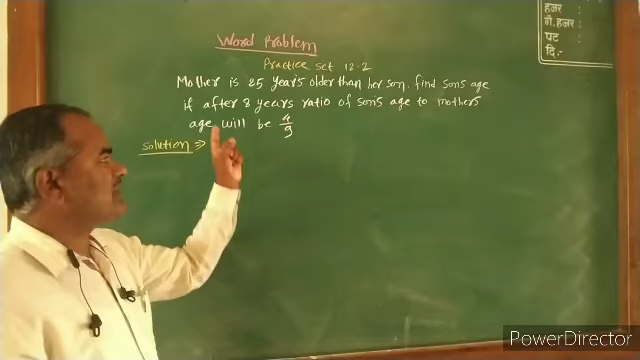 हजर :
गै. हजर :
पट :
दि.-
Word Problem
Practice Set 12.2
Mother is 25 years older than her son. find sons age
if after 8 years ratio of sons age to mothers
age will be 4/9
Solution ⇒
PowerDirector